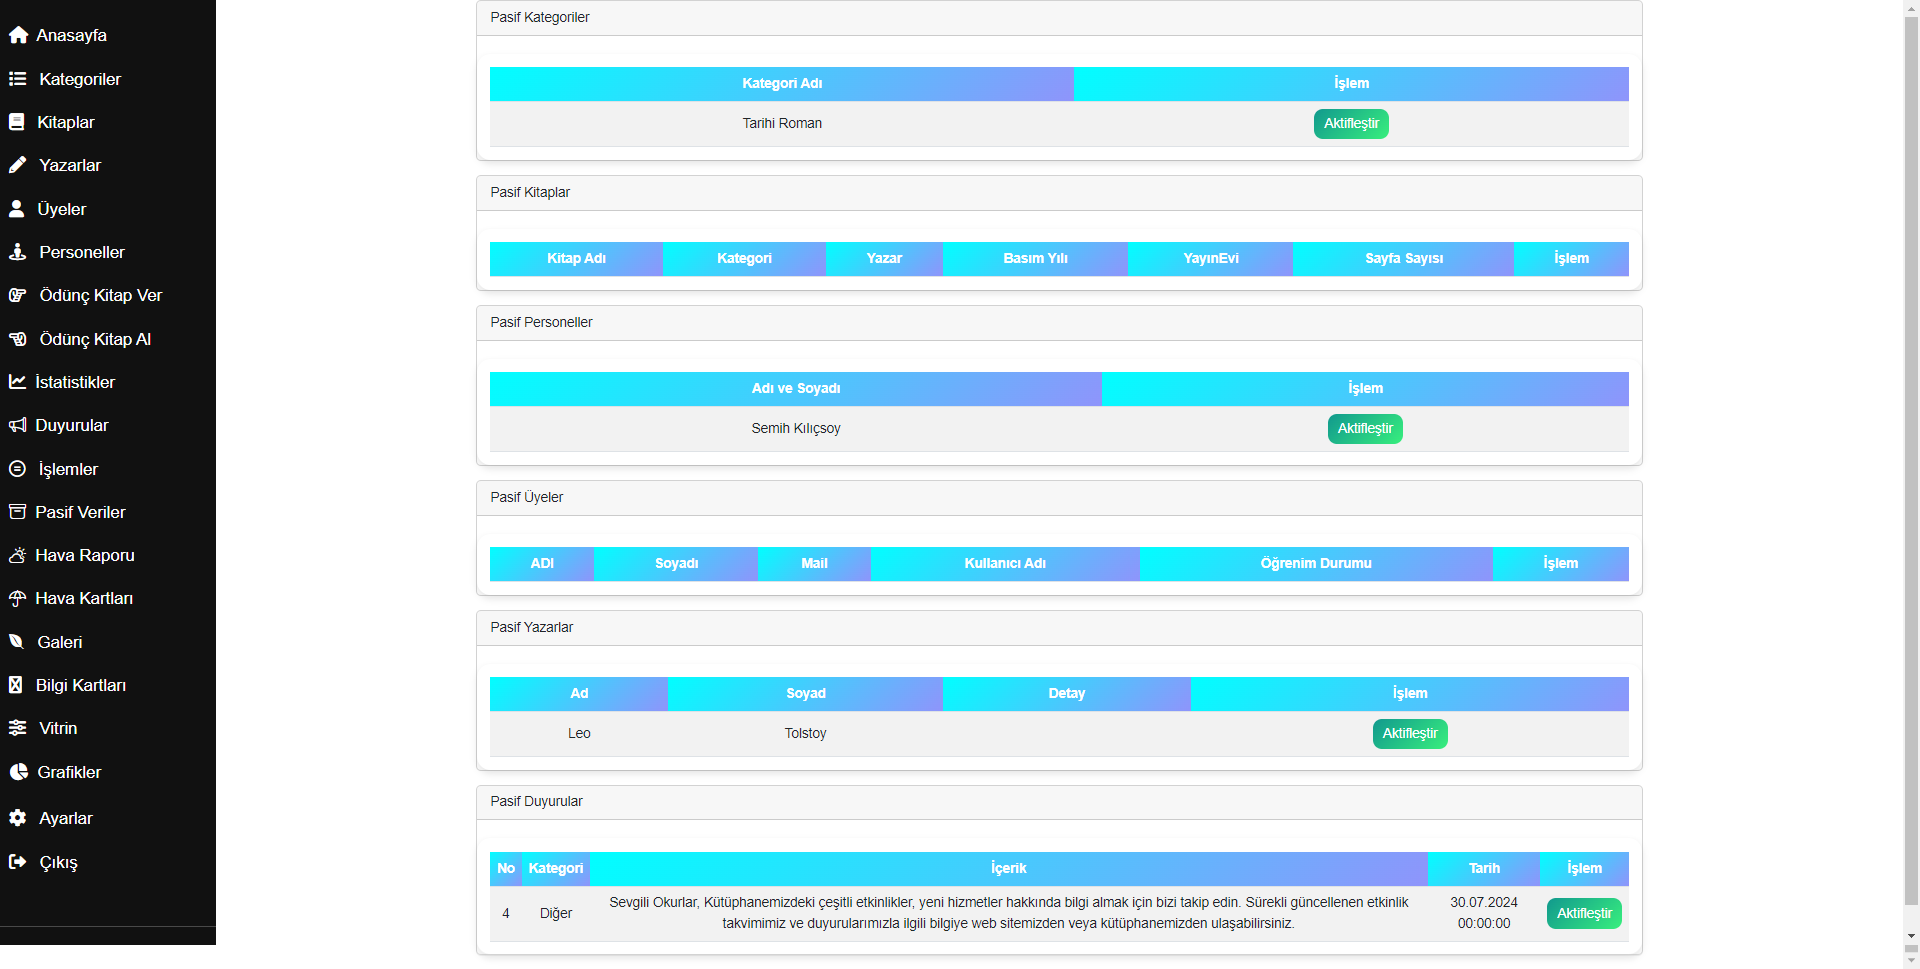 Anasayfa
Kategoriler
Kitaplar
Yazarlar
Üyeler
Personeller
Ödünç Kitap Ver
Ödünç Kitap Al
İstatistikler
Duyurular
İşlemler
Pasif Veriler
Hava Raporu
Hava Kartları
Galeri
Bilgi Kartları
Vitrin
Grafikler
Ayarlar
Çıkış
Pasif Kategoriler
Kategori Adı İşlem
Tarihi Roman Aktifleştir
Pasif Kitaplar
Kitap Adı Kategori Yazar Basım Yılı YayınEvi Sayfa Sayısı İşlem
Pasif Personeller
Adı ve Soyadı İşlem
Semih Kılıçsoy Aktifleştir
Pasif Üyeler
ADI Soyadı Mail Kullanıcı Adı Öğrenim Durumu İşlem
Pasif Yazarlar
Ad Soyad Detay İşlem
Leo Tolstoy Aktifleştir
Pasif Duyurular
No Kategori İçerik Tarih İşlem
4 Diğer Sevgili Okurlar, Kütüphanemizdeki çeşitli etkinlikler, yeni hizmetler hakkında bilgi almak için bizi takip edin. Sürekli güncellenen etkinlik 30.07.2024 Aktifleştir
takvimimiz ve duyurularımızla ilgili bilgiye web sitemizden veya kütüphanemizden ulaşabilirsiniz. 00:00:00